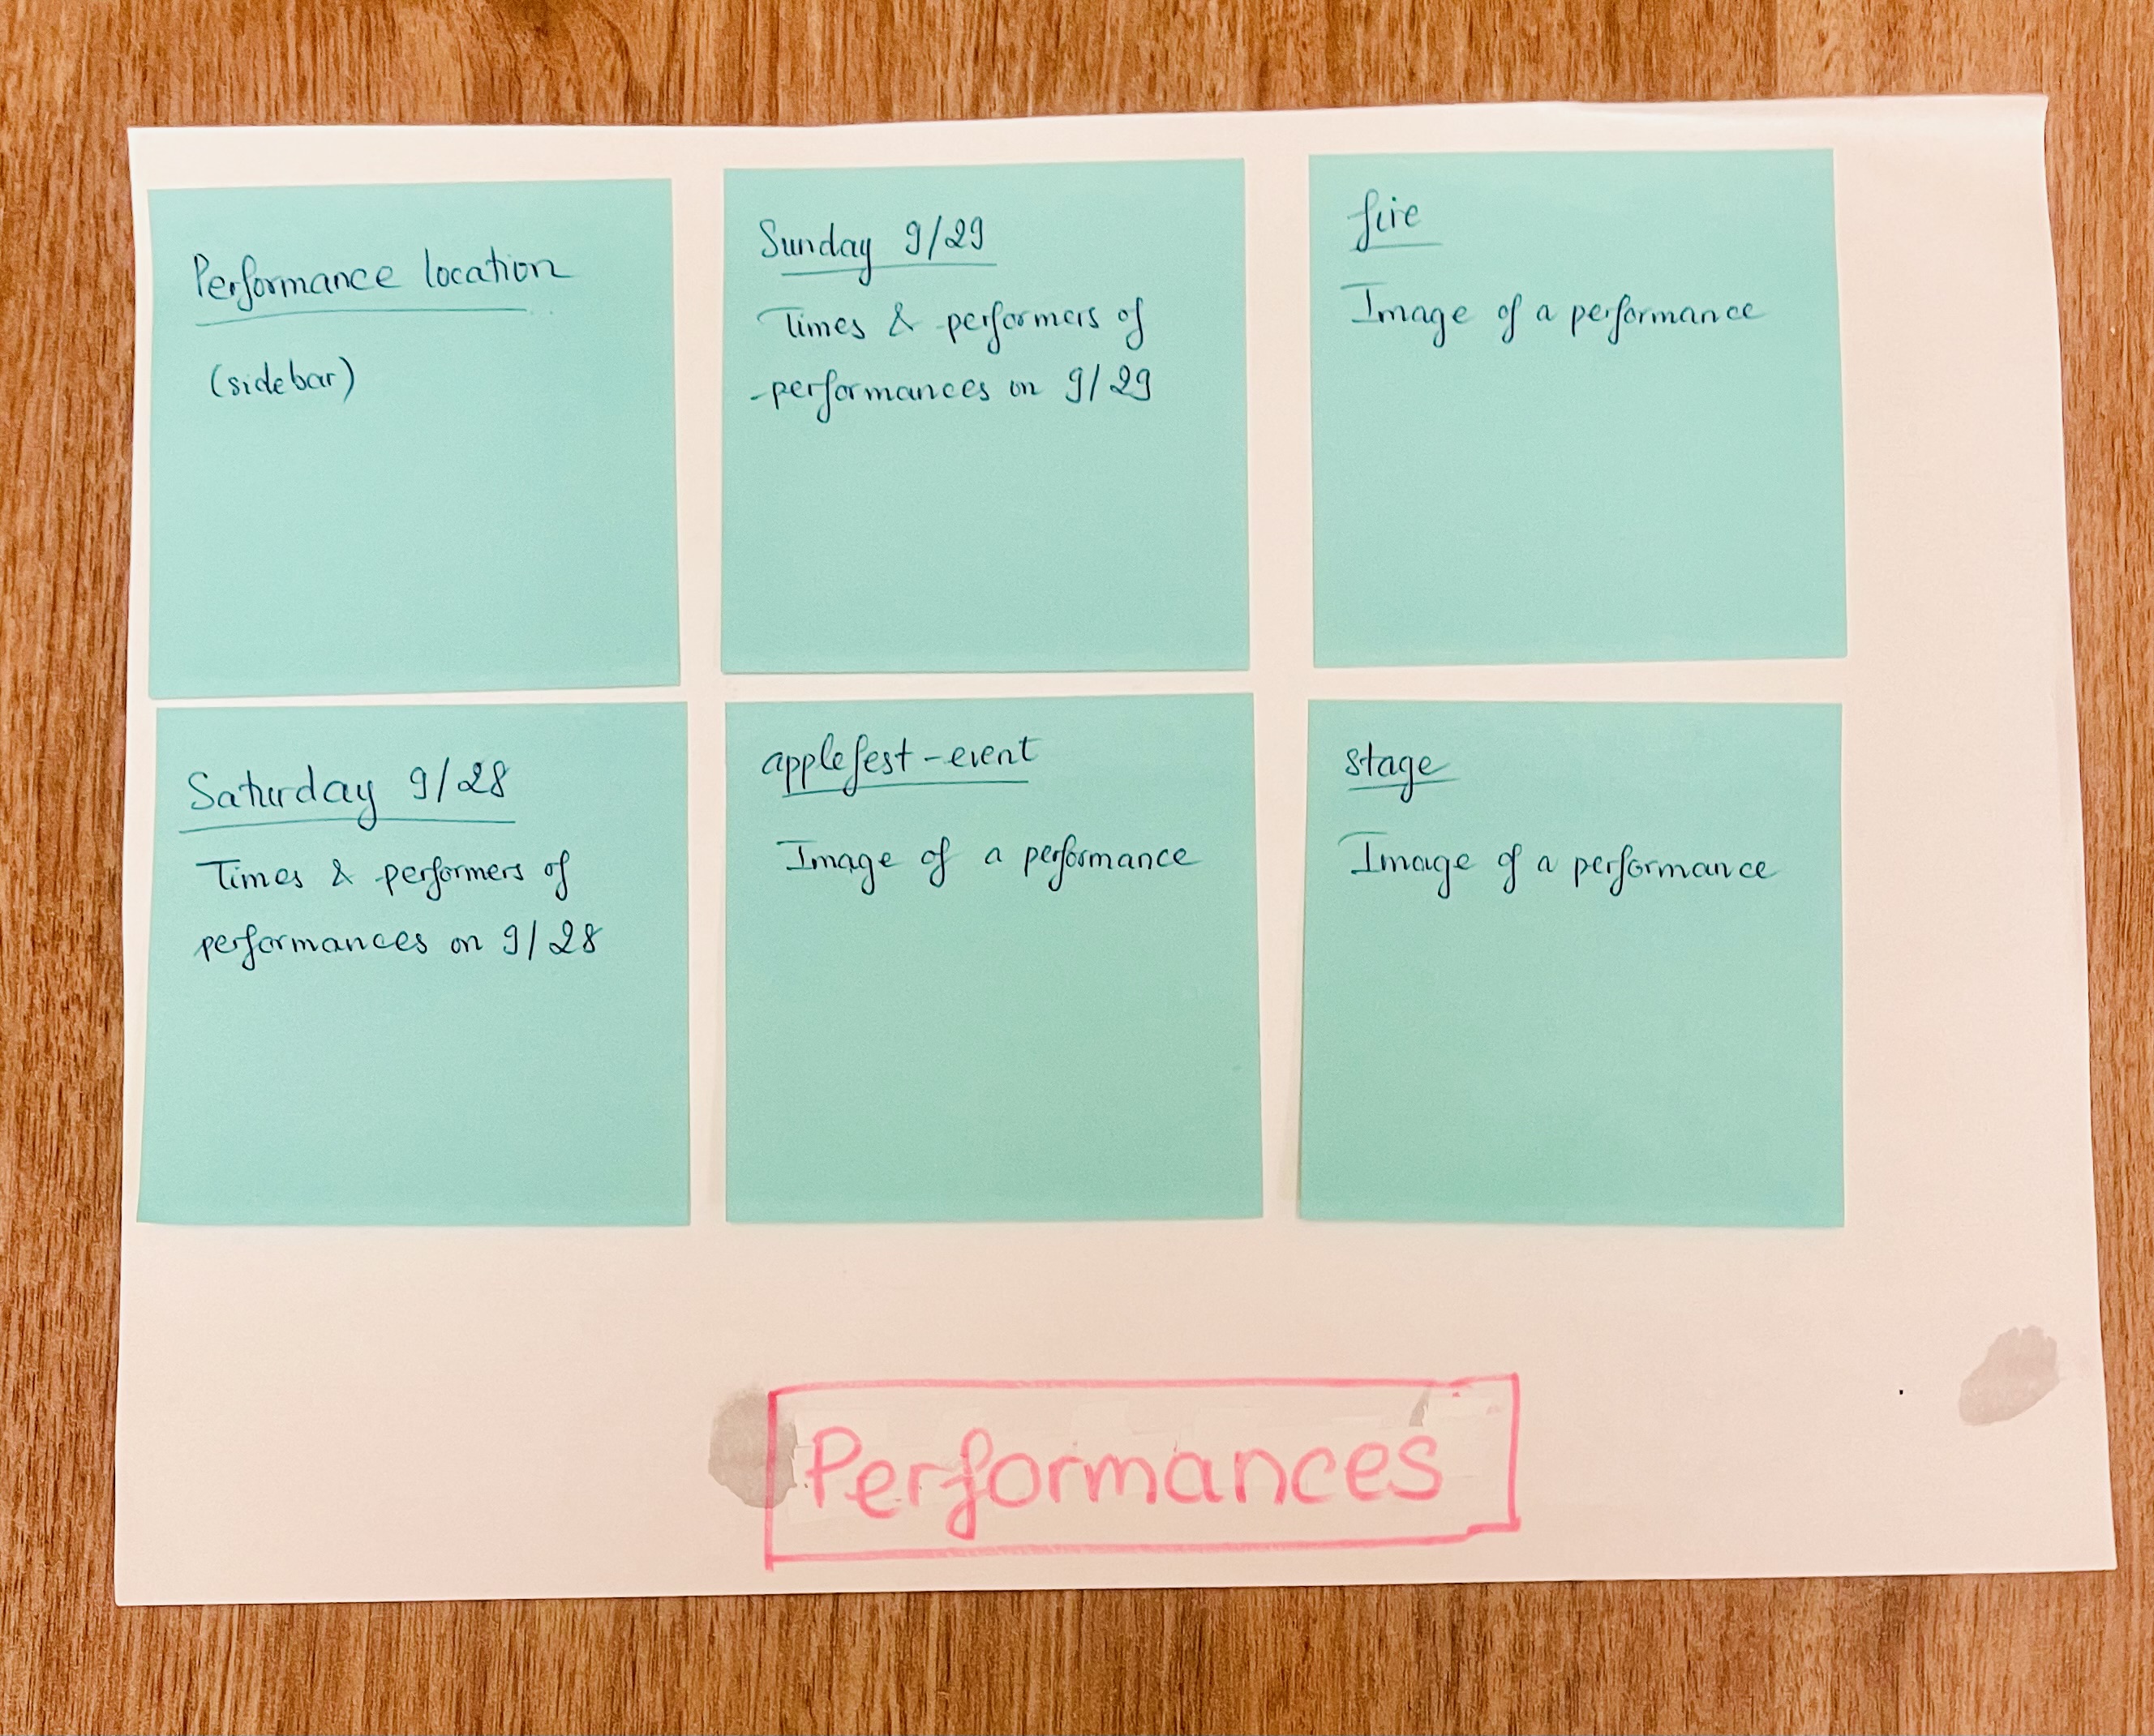 Performance location
(sidebar)
Sunday 9/29
Times & performers of
performances on 9/29
fire
Image of a performance
Saturday 9/28
Times & performers of
performances on 9/28
applefest-event
Image of a performance
stage
Image of a performance
Performances